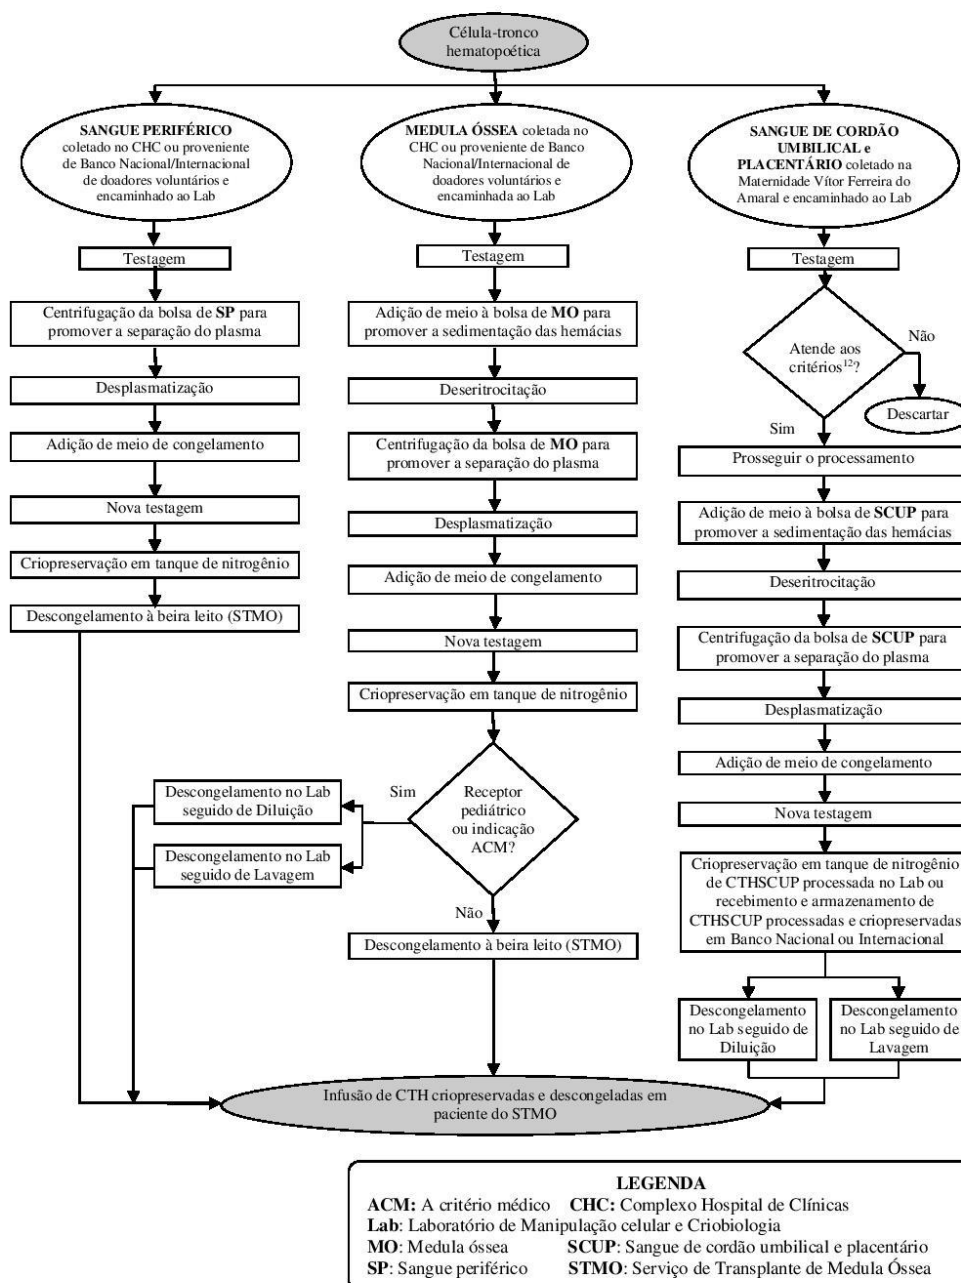 Célula-tronco
hematopoética
SANGUE PERIFÉRICO
coletado no CHC ou proveniente
de Banco Nacional/Internacional
de doadores voluntários e
encaminhado ao Lab
Testagem
Centrifugação da bolsa de SP para
promover a separação do plasma
Desplasmatização
Adição de meio de congelamento
Nova testagem
Criopreservação em tanque de nitrogênio
Descongelamento à beira leito (STMO)
MEDULA ÓSSEA coletada no
CHC ou proveniente de Banco
Nacional/Internacional de
doadores voluntários e
encaminhada ao Lab
Testagem
Adição de meio à bolsa de MO para
promover a sedimentação das hemácias
Deseritrocitação
Centrifugação da bolsa de MO para
promover a separação do plasma
Desplasmatização
Adição de meio de congelamento
Nova testagem
Criopreservação em tanque de nitrogênio
Receptor
pediátrico
ou indicação
ACM?
Sim
Descongelamento no Lab
seguido de Diluição
Descongelamento no Lab
seguido de Lavagem
Não
Descongelamento à beira leito (STMO)
SANGUE DE CORDÃO
UMBILICAL e
PLACENTÁRIO coletado na
Maternidade Vítor Ferreira do
Amaral e encaminhado ao Lab
Testagem
Atende aos
critérios¹²?
Não
Descartar
Sim
Prosseguir o processamento
Adição de meio à bolsa de SCUP para
promover a sedimentação das hemácias
Deseritrocitação
Centrifugação da bolsa de SCUP para
promover a separação do plasma
Desplasmatização
Adição de meio de congelamento
Nova testagem
Criopreservação em tanque de nitrogênio
de CTHSCUP processada no Lab ou
recebimento e armazenamento de
CTHSCUP processadas e criopreservadas
em Banco Nacional ou Internacional
Descongelamento
no Lab seguido de
Diluição
Descongelamento
no Lab seguido de
Lavagem
Infusão de CTH criopreservadas e descongeladas em
paciente do STMO
LEGENDA
ACM: A critério médico CHC: Complexo Hospital de Clínicas
Lab: Laboratório de Manipulação celular e Criobiologia
MO: Medula óssea SCUP: Sangue de cordão umbilical e placentário
SP: Sangue periférico STMO: Serviço de Transplante de Medula Óssea